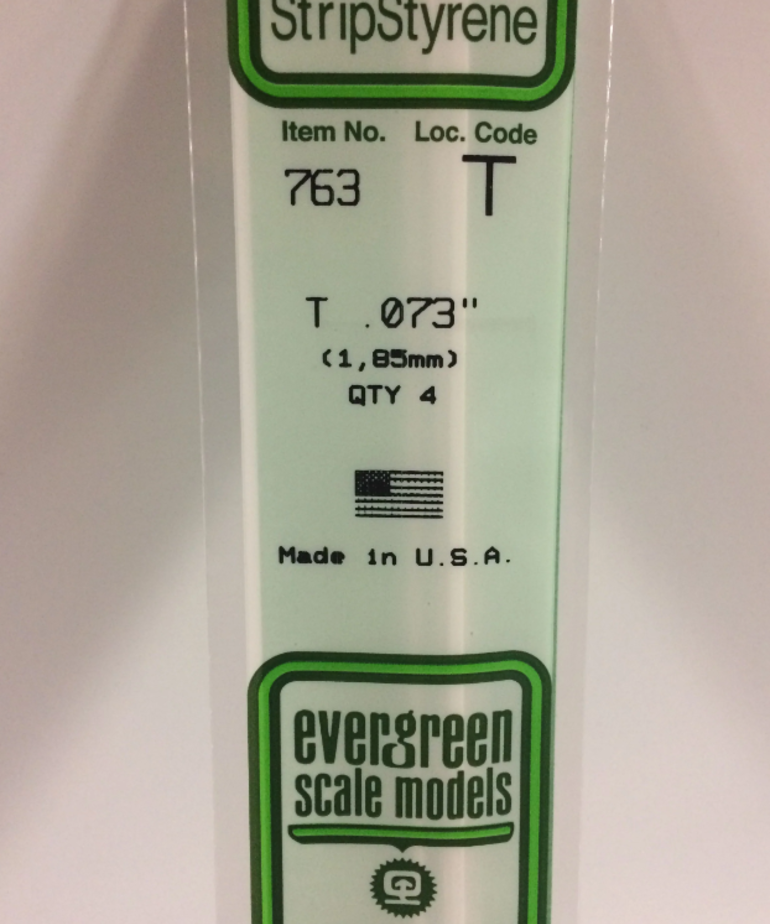 StripStyrene
Item No. Loc. Code
763 T
T .073"
(1,85mm)
QTY 4
Made in U.S.A.
evergreen
scale models